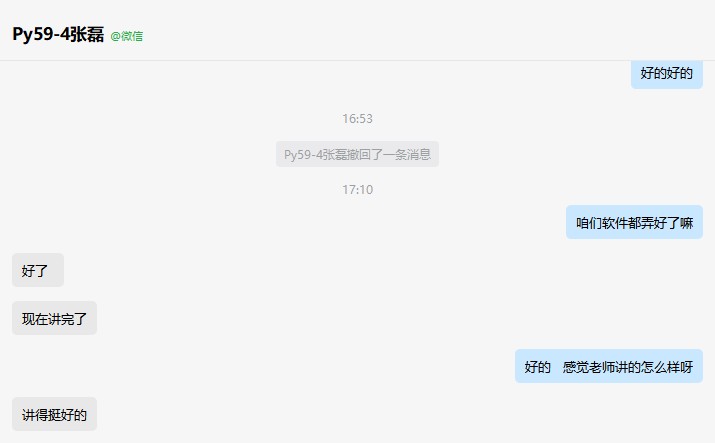 Py59-4张磊 @微信
好的好的
16:53
Py59-4张磊撤回了一条消息
17:10
咱们软件都弄好了嘛
好了
现在讲完了
好的 感觉老师讲的怎么样呀
讲得挺好的